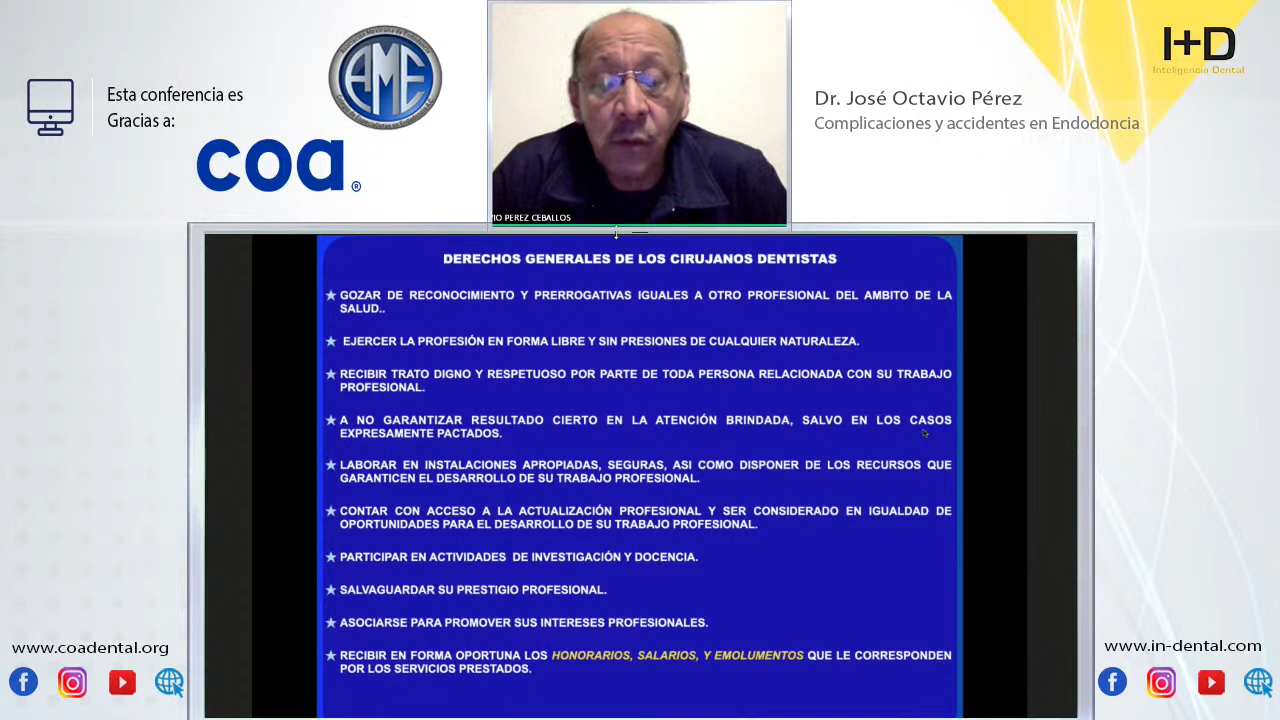 Esta conferencia es
Gracias a:
AME
coa®
VIO PEREZ CEBALLOS
Dr. José Octavio Pérez
Complicaciones y accidentes en Endodoncia
I+D
Inteligencia Dental
DERECHOS GENERALES DE LOS CIRUJANOS DENTISTAS
GOZAR DE RECONOCIMIENTO Y PRERROGATIVAS IGUALES A OTRO PROFESIONAL DEL AMBITO DE LA
SALUD..
EJERCER LA PROFESIÓN EN FORMA LIBRE Y SIN PRESIONES DE CUALQUIER NATURALEZA.
RECIBIR TRATO DIGNO Y RESPETUOSO POR PARTE DE TODA PERSONA RELACIONADA CON SU TRABAJO
PROFESIONAL.
A NO GARANTIZAR RESULTADO CIERTO EN LA ATENCIÓN BRINDADA, SALVO EN LOS CASOS
EXPRESAMENTE PACTADOS.
LABORAR EN INSTALACIONES APROPIADAS, SEGURAS, ASI COMO DISPONER DE LOS RECURSOS QUE
GARANTICEN EL DESARROLLO DE SU TRABAJO PROFESIONAL.
CONTAR CON ACCESO A LA ACTUALIZACIÓN PROFESIONAL Y SER CONSIDERADO EN IGUALDAD DE
OPORTUNIDADES PARA EL DESARROLLO DE SU TRABAJO PROFESIONAL.
PARTICIPAR EN ACTIVIDADES DE INVESTIGACIÓN Y DOCENCIA.
SALVAGUARDAR SU PRESTIGIO PROFESIONAL.
ASOCIARSE PARA PROMOVER SUS INTERESES PROFESIONALES.
RECIBIR EN FORMA OPORTUNA LOS HONORARIOS, SALARIOS, Y EMOLUMENTOS QUE LE CORRESPONDEN
POR LOS SERVICIOS PRESTADOS.
www.coadental.org
www.in-dental.com